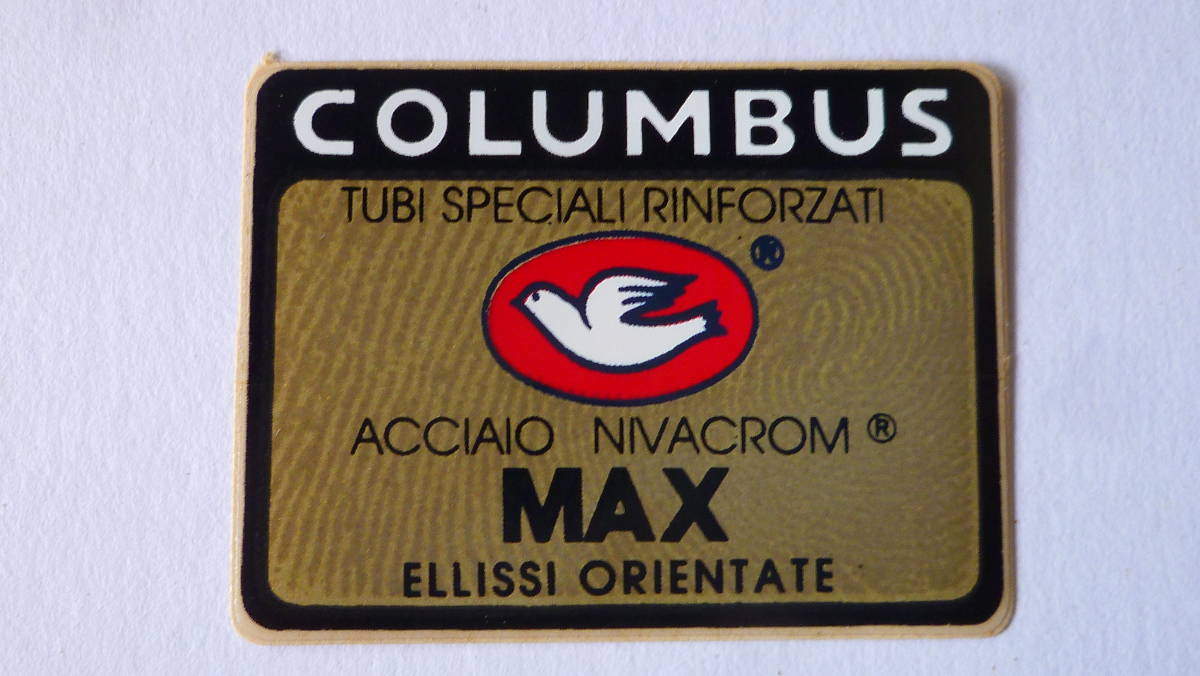 COLUMBUS
TUBI SPECIALI RINFORZATI
®
ACCIAIO NIVACROM ®
MAX
ELLISSI ORIENTATE